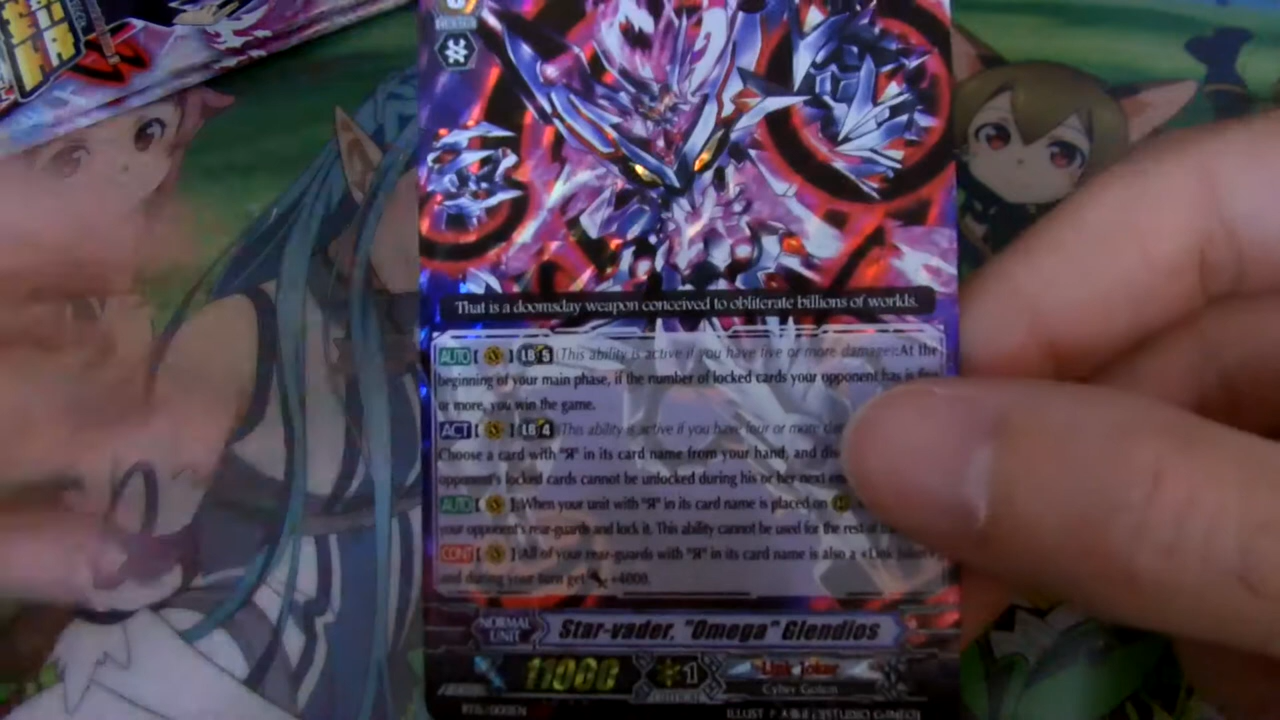 That is a doomsday weapon conceived to obliterate billions of worlds.
AUTO [ ] LB 5 (This ability is active if you have five or more damage):At the
beginning of your main phase, if the number of locked cards your opponent has is five
or more, you win the game.
ACT [ ] LB 4 (This ability is active if you have four or more
Choose a card with "Я" in its card name from your hand, and
opponent's locked cards cannot be unlocked during his or her next
AUTO [ ]:When your unit with "Я" in its card name is placed on
your opponent's rear-guards and lock it. This ability cannot be used for the rest of
CONT [ ]:All of your rear-guards with "Я" in its card name is also a «Link Joker»
and during your turn get +4000.
NORMAL
UNIT
Star-vader, "Omega" Glendios
11000
1
CRITICAL
Link Joker
Cyber Golem